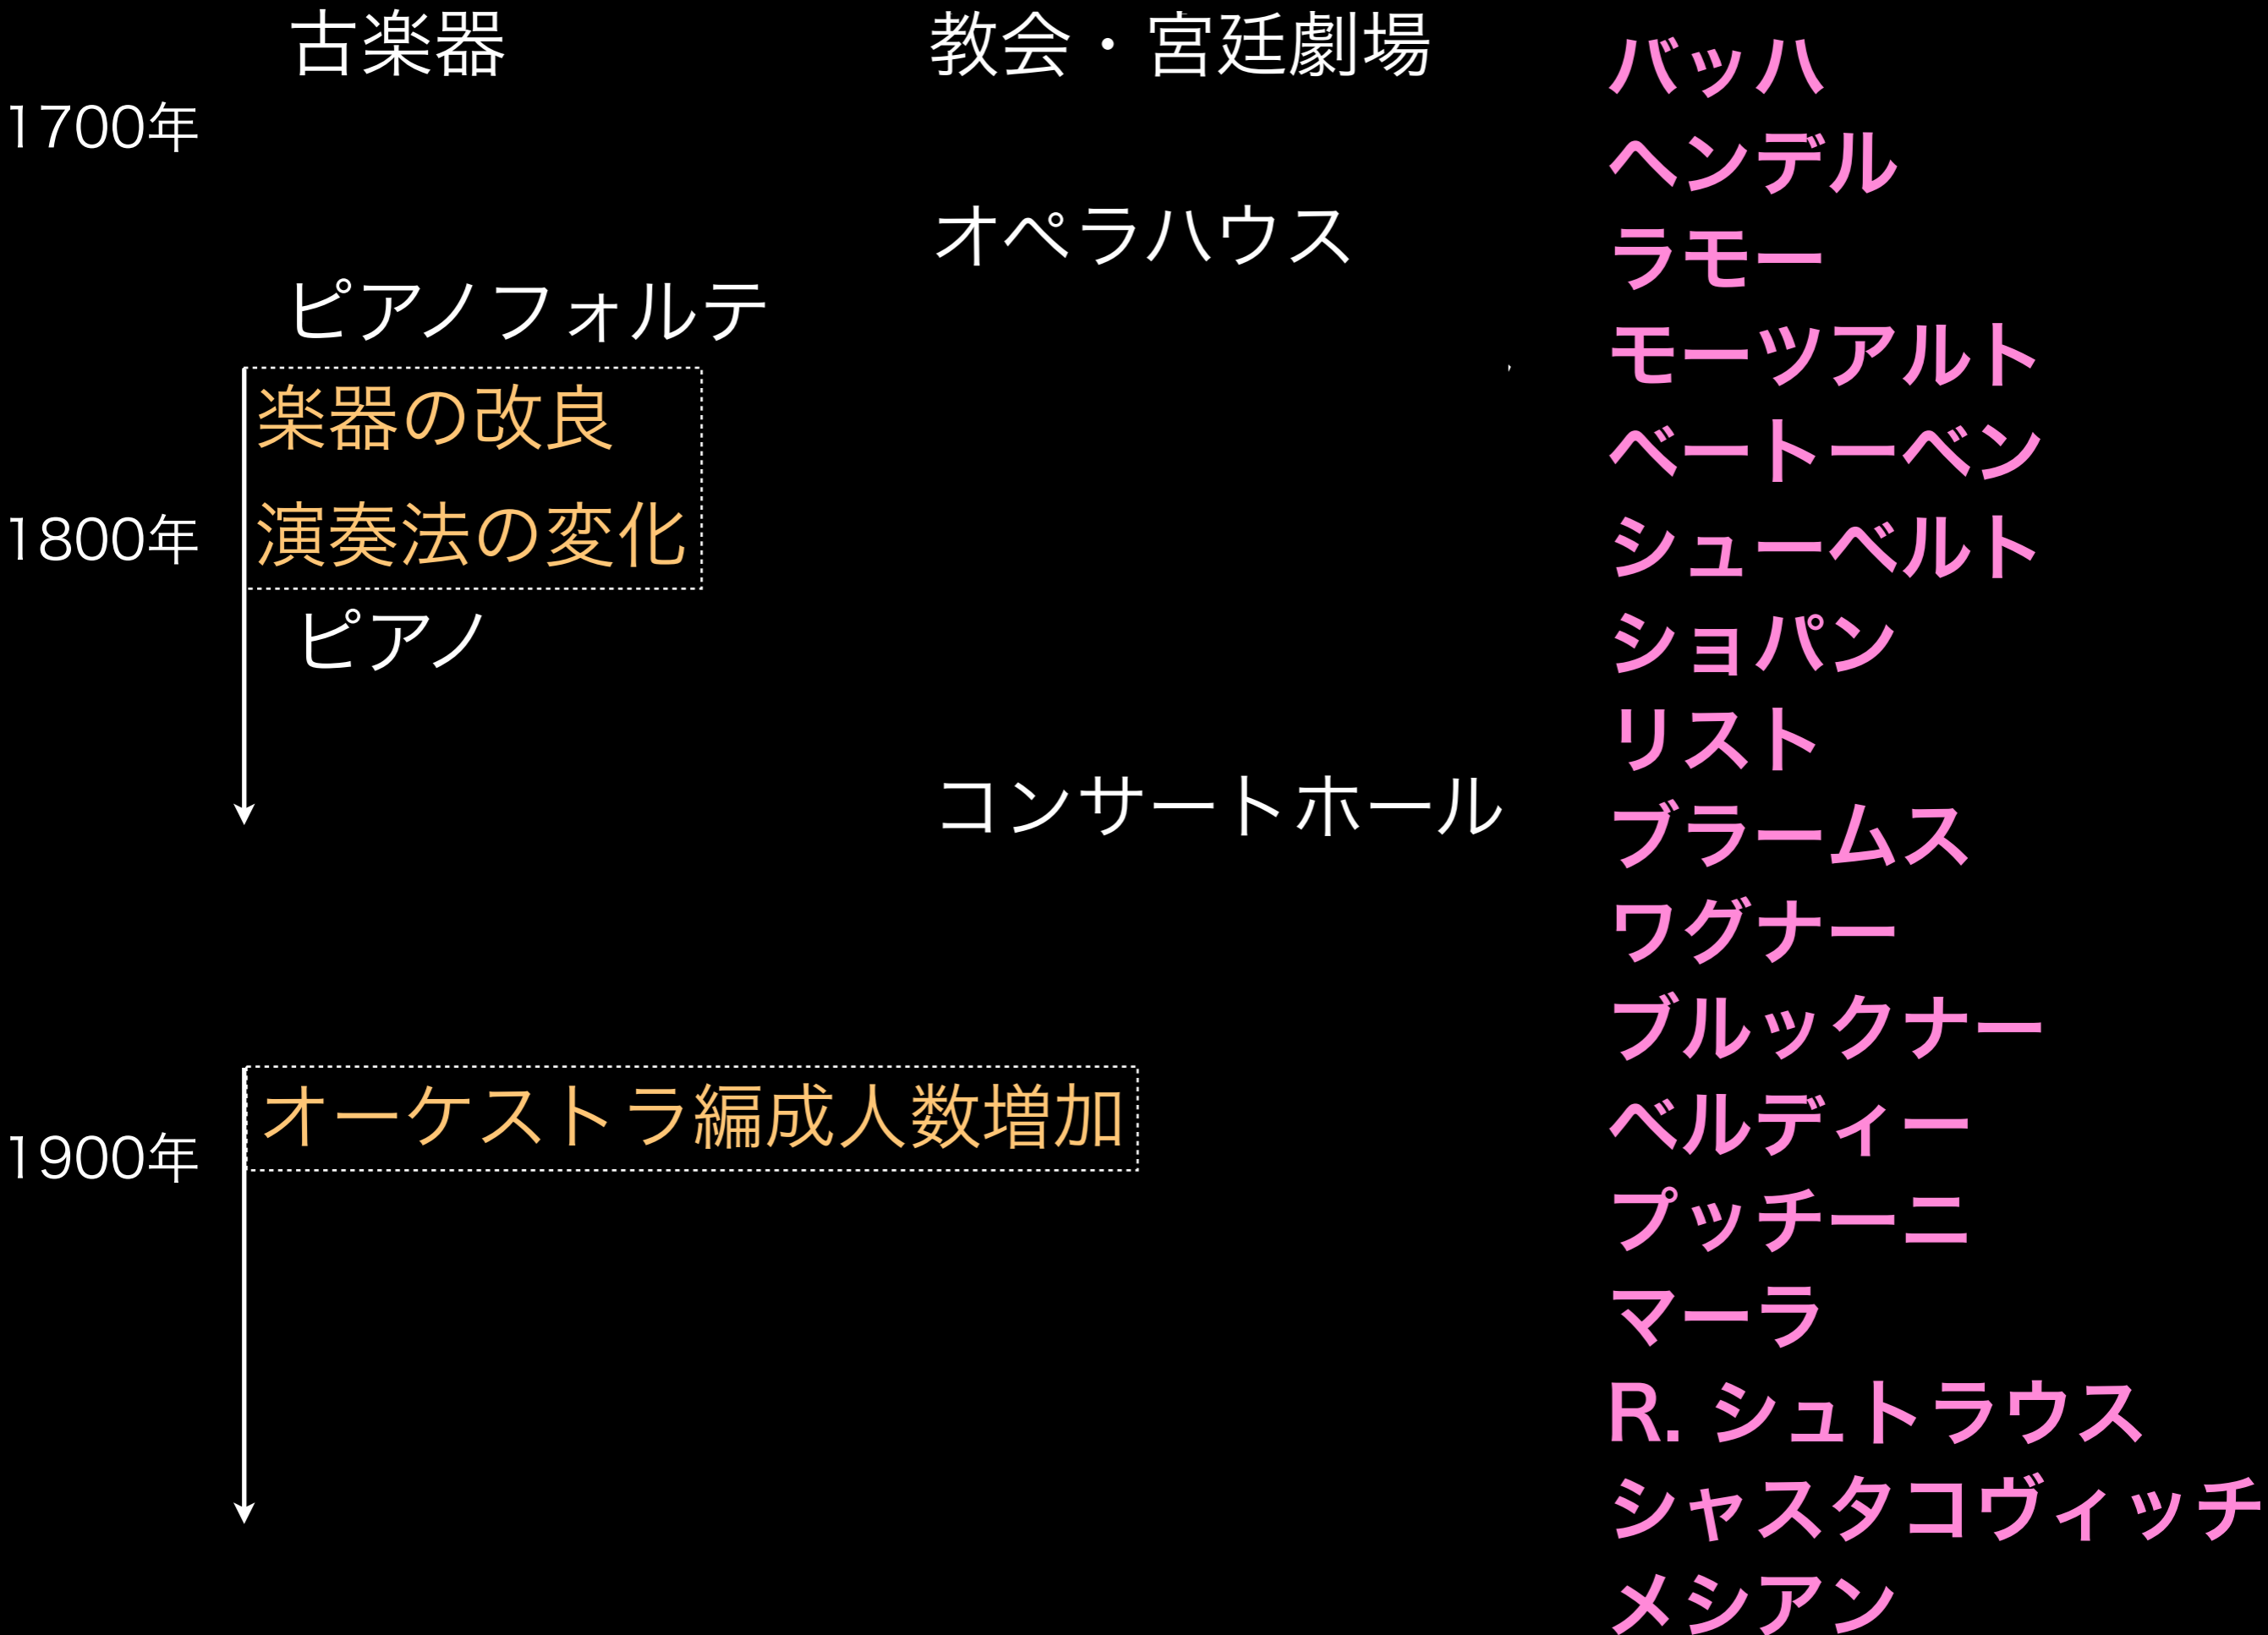 古楽器
教会・宮廷劇場
バッハ
1700年
ヘンデル
オペラハウス
ラモー
ピアノフォルテ
モーツアルト
楽器の改良
ベートーベン
1800年
演奏法の変化
シューベルト
ピアノ
ショパン
リスト
コンサートホール
ブラームス
ワグナー
ブルックナー
オーケストラ編成人数増加
ベルディー
1900年
プッチーニ
マーラ
R. シュトラウス
シャスタコヴィッチ
メシアン